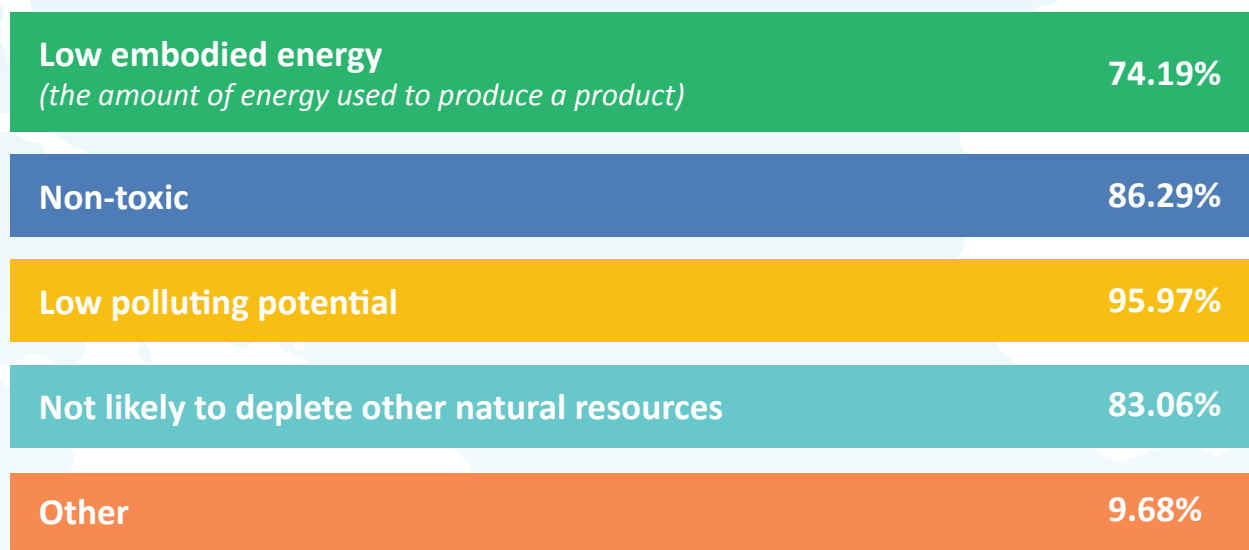 Low embodied energy
(the amount of energy used to produce a product)
74.19%
Non-toxic
86.29%
Low polluting potential
95.97%
Not likely to deplete other natural resources
83.06%
Other
9.68%